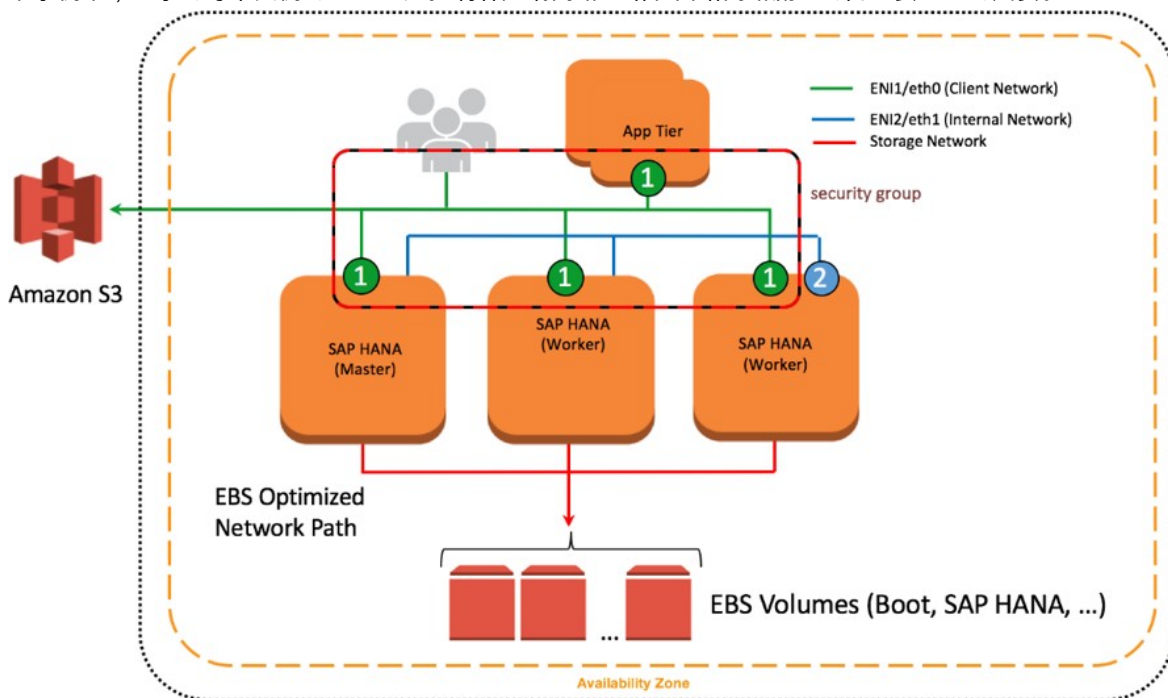 ENI1/eth0 (Client Network)
ENI2/eth1 (Internal Network)
Storage Network
App Tier
1
security group
1
1
1
2
Amazon S3
SAP HANA
(Master)
SAP HANA
(Worker)
SAP HANA
(Worker)
EBS Optimized
Network Path
EBS Volumes (Boot, SAP HANA, ...)
...
Availability Zone